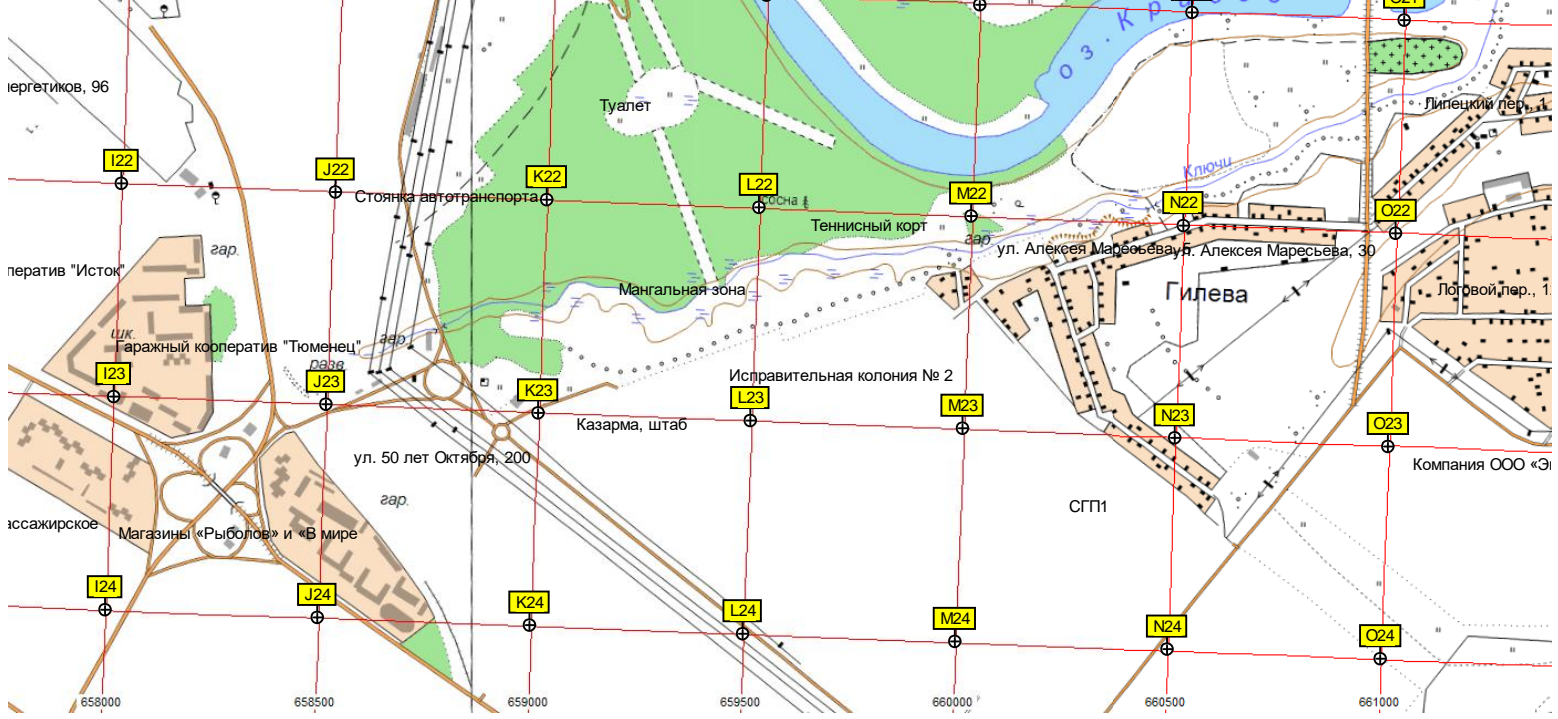 оз. К р
нергетиков, 96
Туалет
Липецкий пер., 1
I22
J22
Стоянка автотранспорта
K22
L22
сосна
Ключи
M22
N22
O22
Теннисный корт
гар.
гар.
ул. Алексея Маресьева
ул. Алексея Маресьева, 30
ператив "Исток"
Мангальная зона
Гилева
Логовой пер., 1
шк.
Гаражный кооператив "Тюменец"
гар.
разв.
I23
J23
K23
Исправительная колония № 2
L23
M23
N23
O23
Казарма, штаб
ул. 50 лет Октября, 200
Компания ООО «Э
гар.
СГП1
ассажирское
Магазины «Рыболов» и «В мире
I24
J24
K24
L24
M24
N24
O24
658000
658500
659000
659500
660000
660500
661000